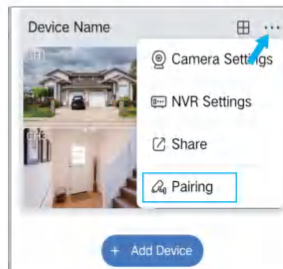 Device Name
Camera Settings
NVR Settings
Share
Pairing
+ Add Device